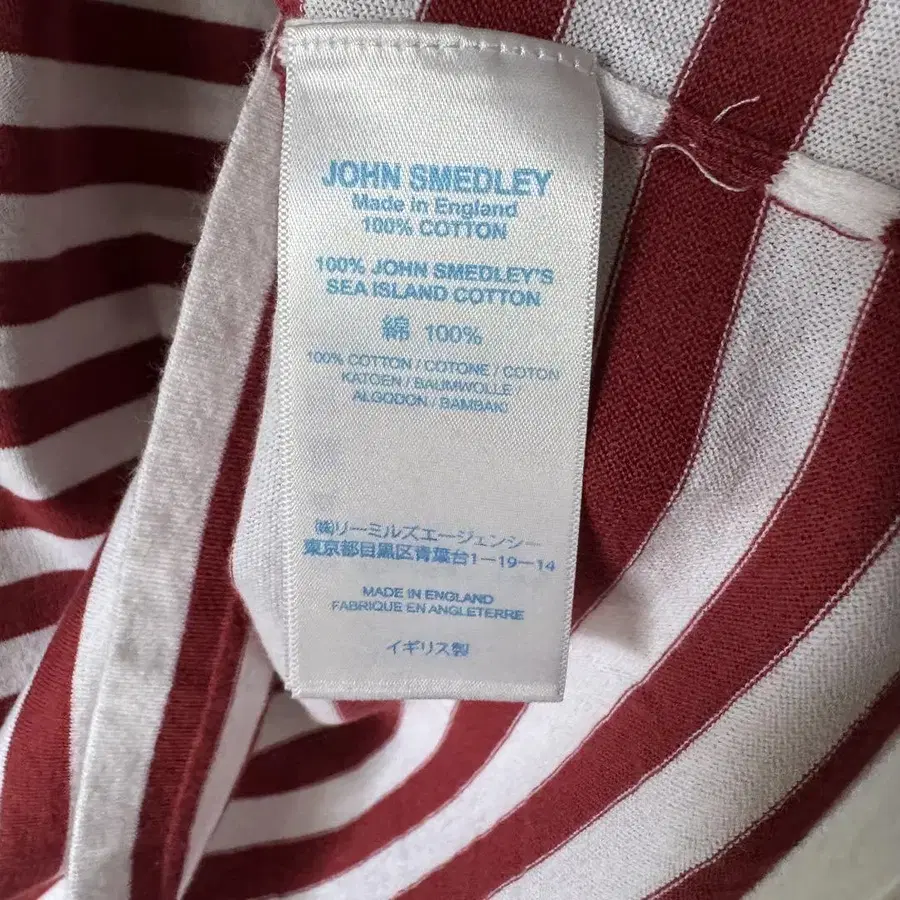 JOHN SMEDLEY
Made in England
100% COTTON
100% JOHN SMEDLEY'S
SEA ISLAND COTTON
綿 100%
100% COTTON / COTONE / COTON
KATOEN / BAUMWOLLE /
ALGODON / BAMBAKI
㈱リーミルズエージェンシー
東京都目黒区青葉台1-19-14
MADE IN ENGLAND
FABRIQUE EN ANGLETERRE
イギリス製